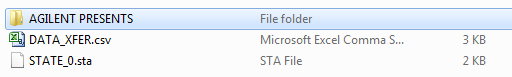 AGILENT PRESENTS File folder
DATA_XFER.csv Microsoft Excel Comma S... 3 KB
STATE_0.sta STA File 2 KB